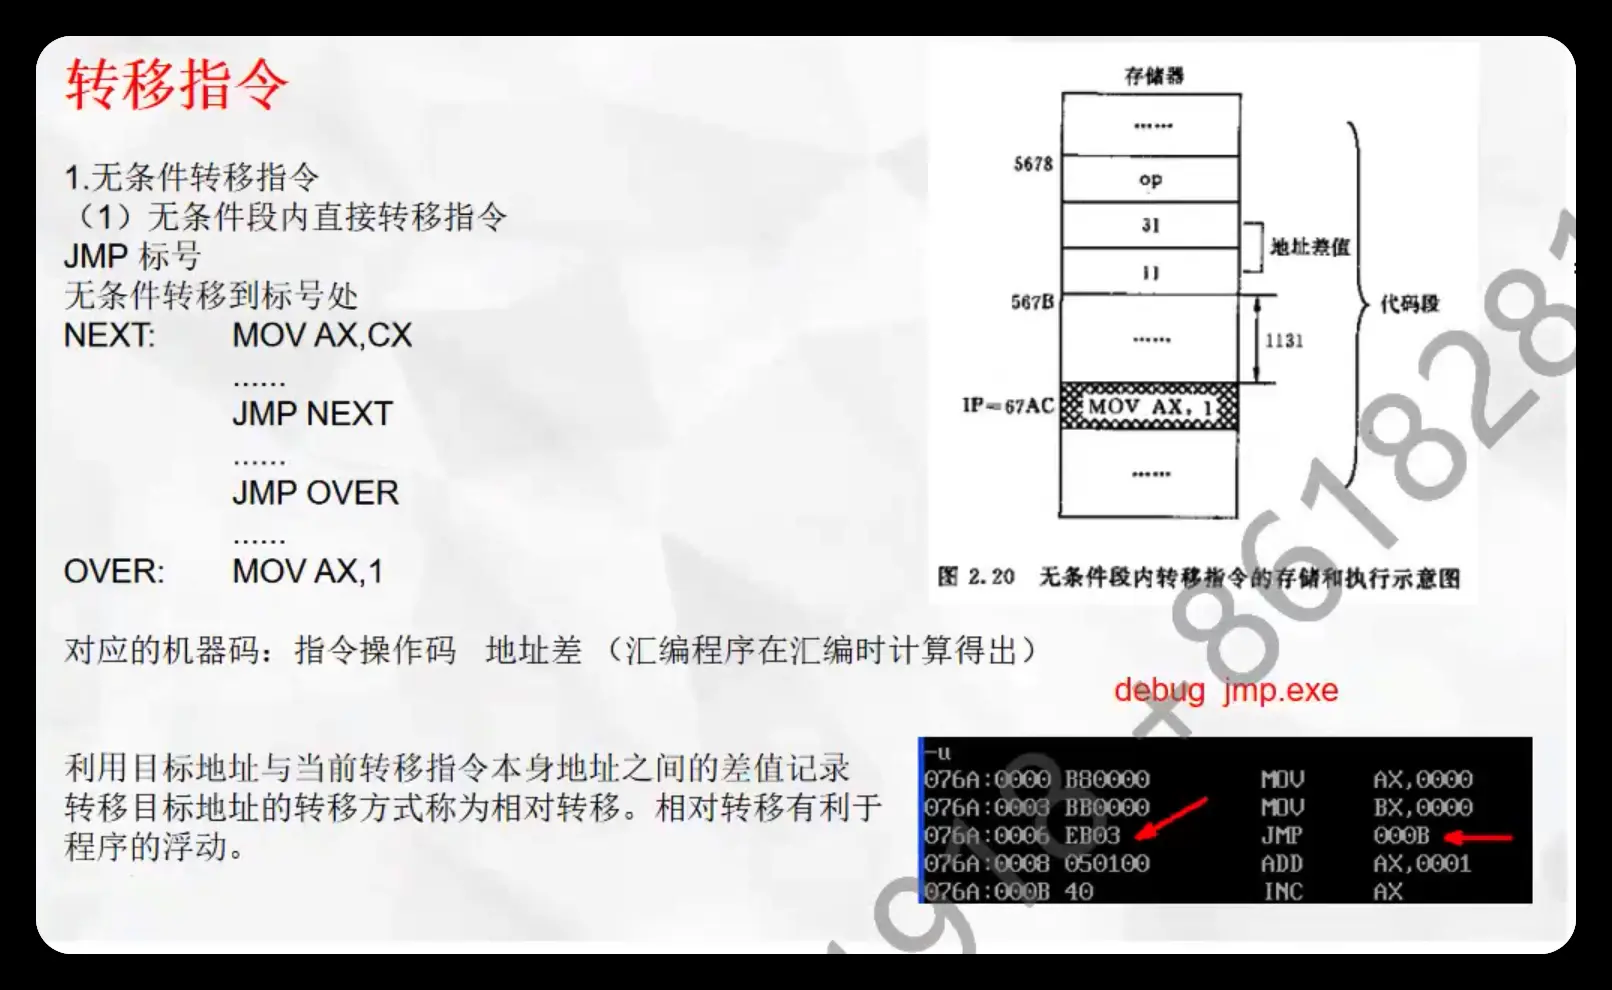 转移指令
1.无条件转移指令
（1）无条件段内直接转移指令
JMP 标号
无条件转移到标号处
NEXT: MOV AX,CX
......
JMP NEXT
......
JMP OVER
......
OVER: MOV AX,1
对应的机器码：指令操作码 地址差 （汇编程序在汇编时计算得出）
利用目标地址与当前转移指令本身地址之间的差值记录
转移目标地址的转移方式称为相对转移。相对转移有利于
程序的浮动。
存储器
......
5678
op
31
地址差值
11
567B
代码段
......
1131
IP=67AC
MOV AX, 1
......
图 2.20 无条件段内转移指令的存储和执行示意图
debug jmp.exe
-u
076A:0000 B80000 MOV AX,0000
076A:0003 BB0000 MOV BX,0000
076A:0006 EB03 JMP 000B
076A:0008 050100 ADD AX,0001
076A:000B 40 INC AX